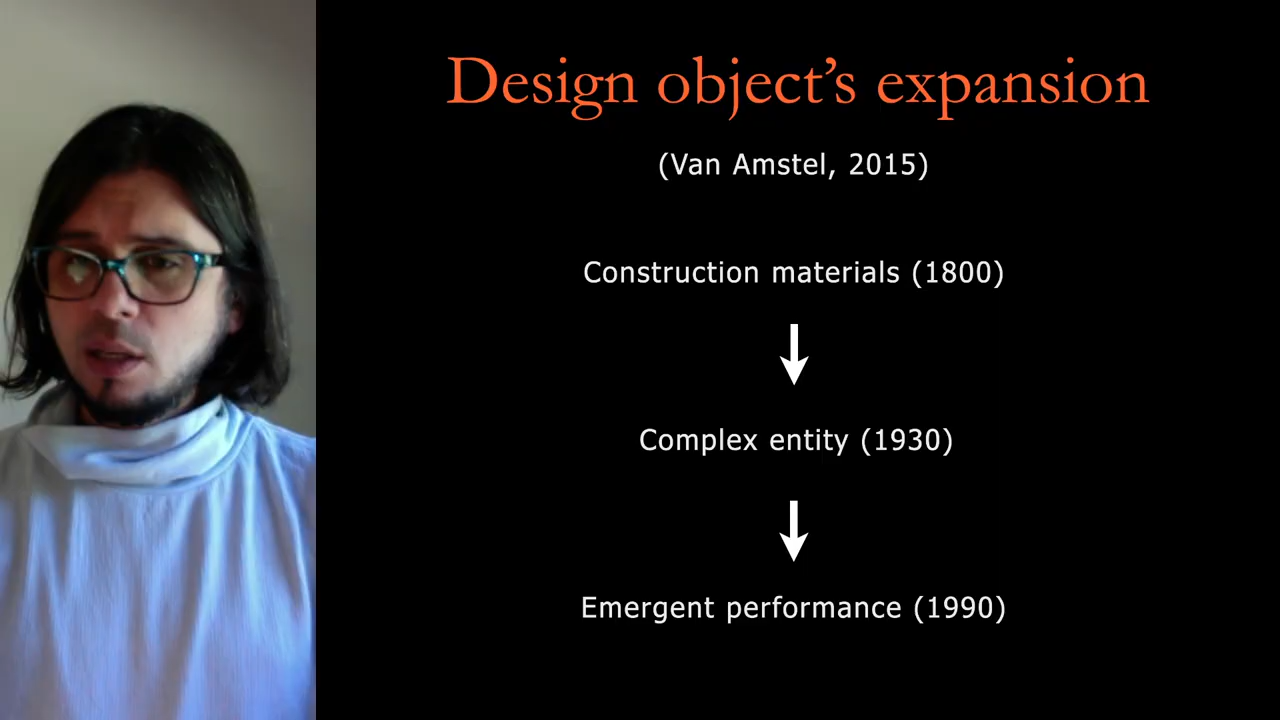 Design object’s expansion
(Van Amstel, 2015)
Construction materials (1800)
Complex entity (1930)
Emergent performance (1990)